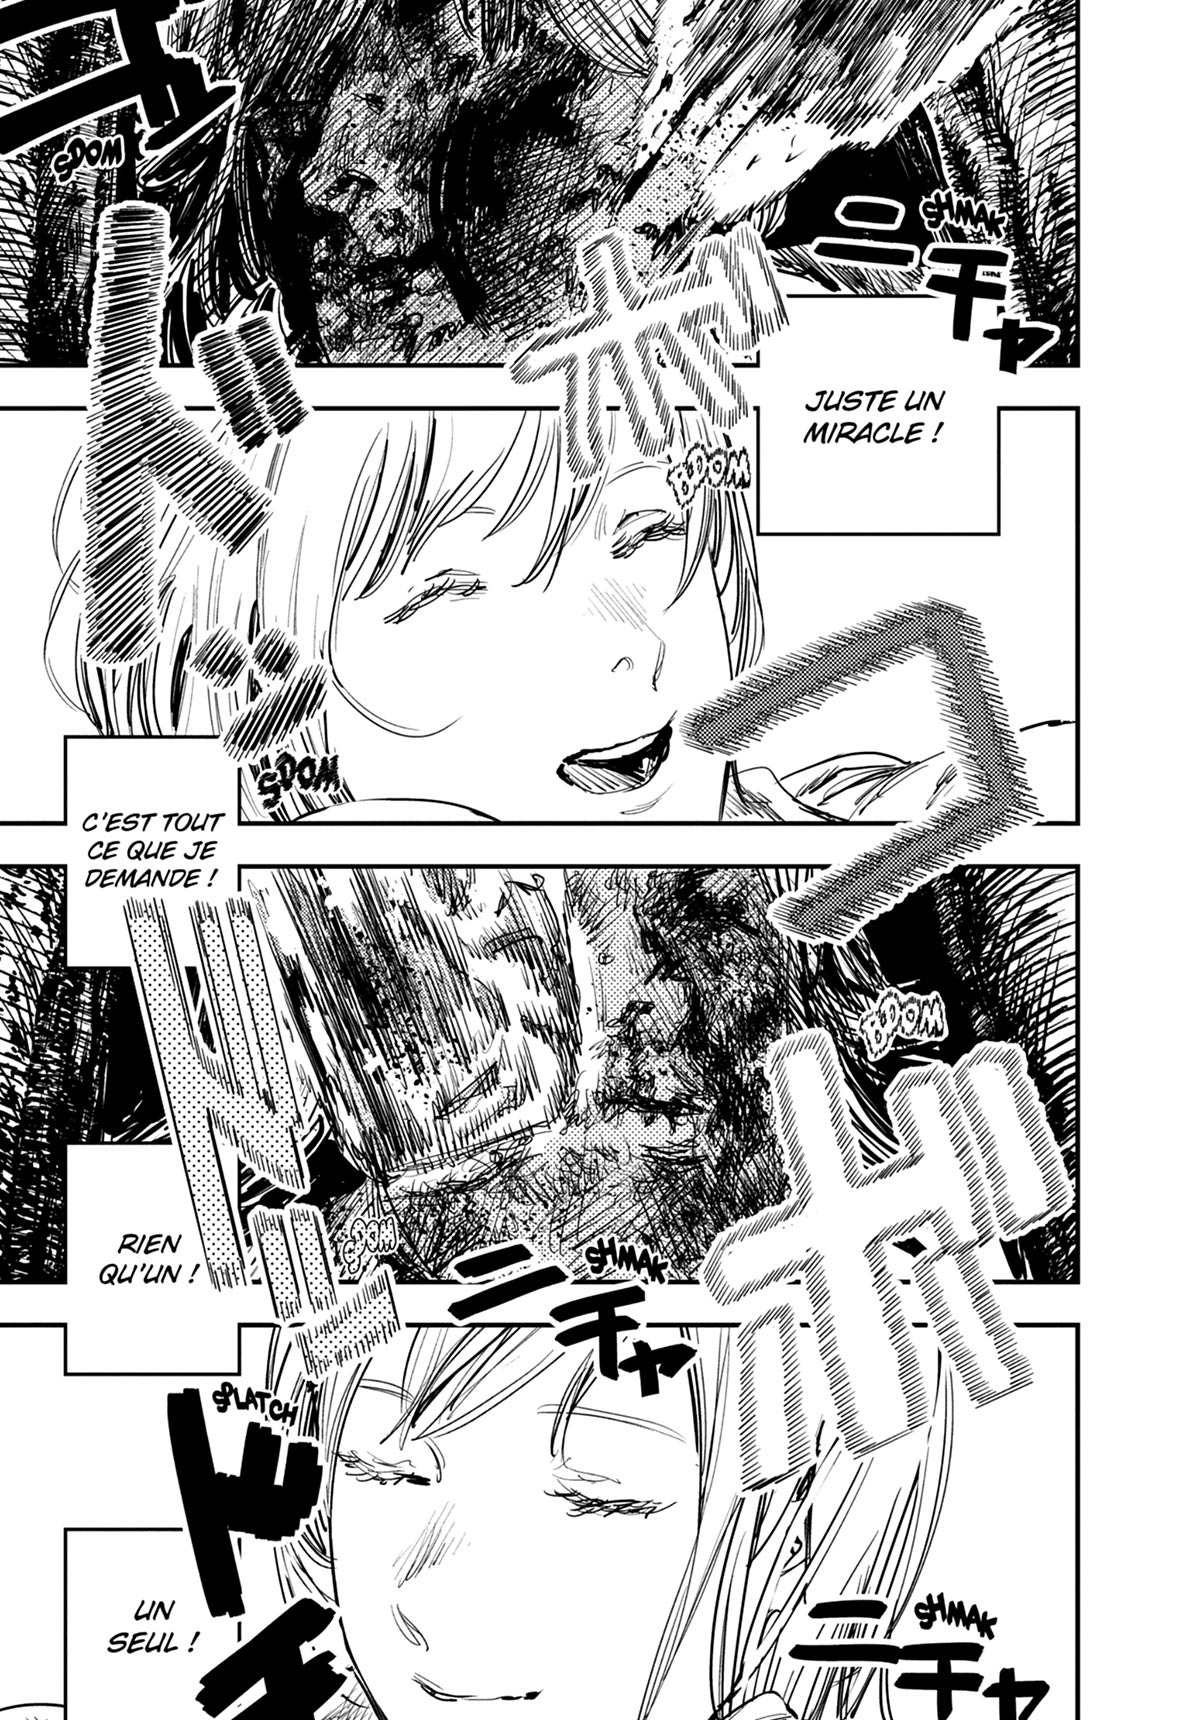 SDOM
SHMAK
ニチャ
JUSTE UN
MIRACLE !
BDOM
SDOM
C'EST TOUT
CE QUE JE
DEMANDE !
BDOM
RIEN
QU'UN !
SDOM
SHMAK
ニチャ
SPLATCH
UN
SEUL !
SHMAK
ニチャ